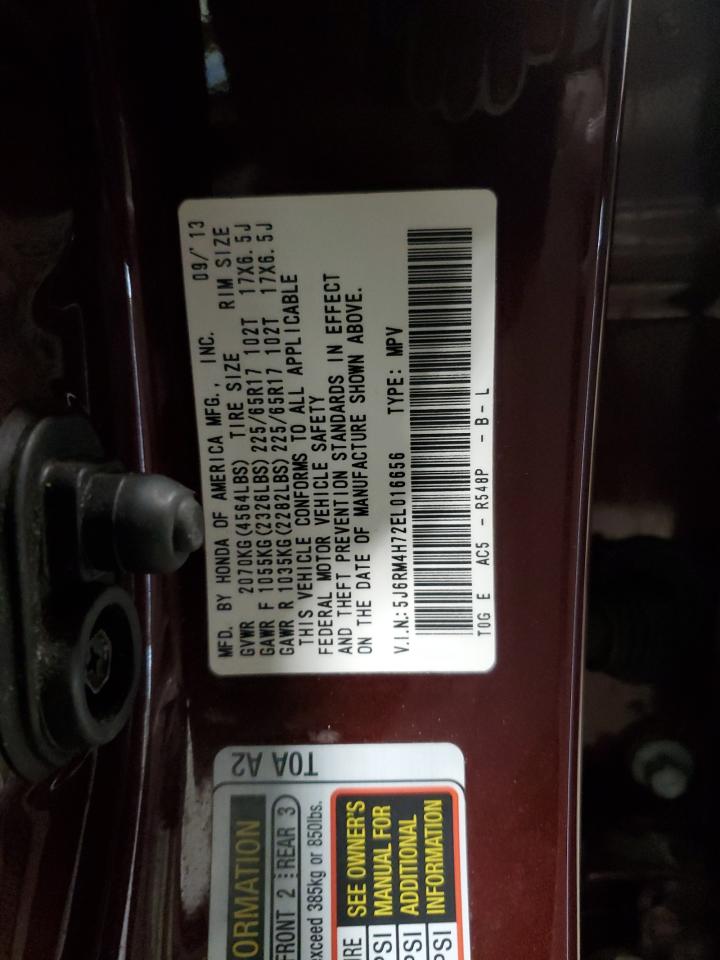 MFD. BY HONDA OF AMERICA MFG., INC. 09/'13
GVWR 2070KG(4564LBS) TIRE SIZE RIM SIZE
GAWR F 1055KG(2326LBS) 225/65R17 102T 17X6.5J
GAWR R 1035KG(2282LBS) 225/65R17 102T 17X6.5J
THIS VEHICLE CONFORMS TO ALL APPLICABLE
FEDERAL MOTOR VEHICLE SAFETY
AND THEFT PREVENTION STANDARDS IN EFFECT
ON THE DATE OF MANUFACTURE SHOWN ABOVE.
V.I.N.:5J6RM4H72EL016656 TYPE: MPV
T0G E AC5 - R548P - B - L
T0A A2
ORMATION
FRONT 2 REAR 3
exceed 385kg or 850lbs.
SEE OWNER'S
MANUAL FOR
ADDITIONAL
INFORMATION
IRE
PSI
PSI
PSI